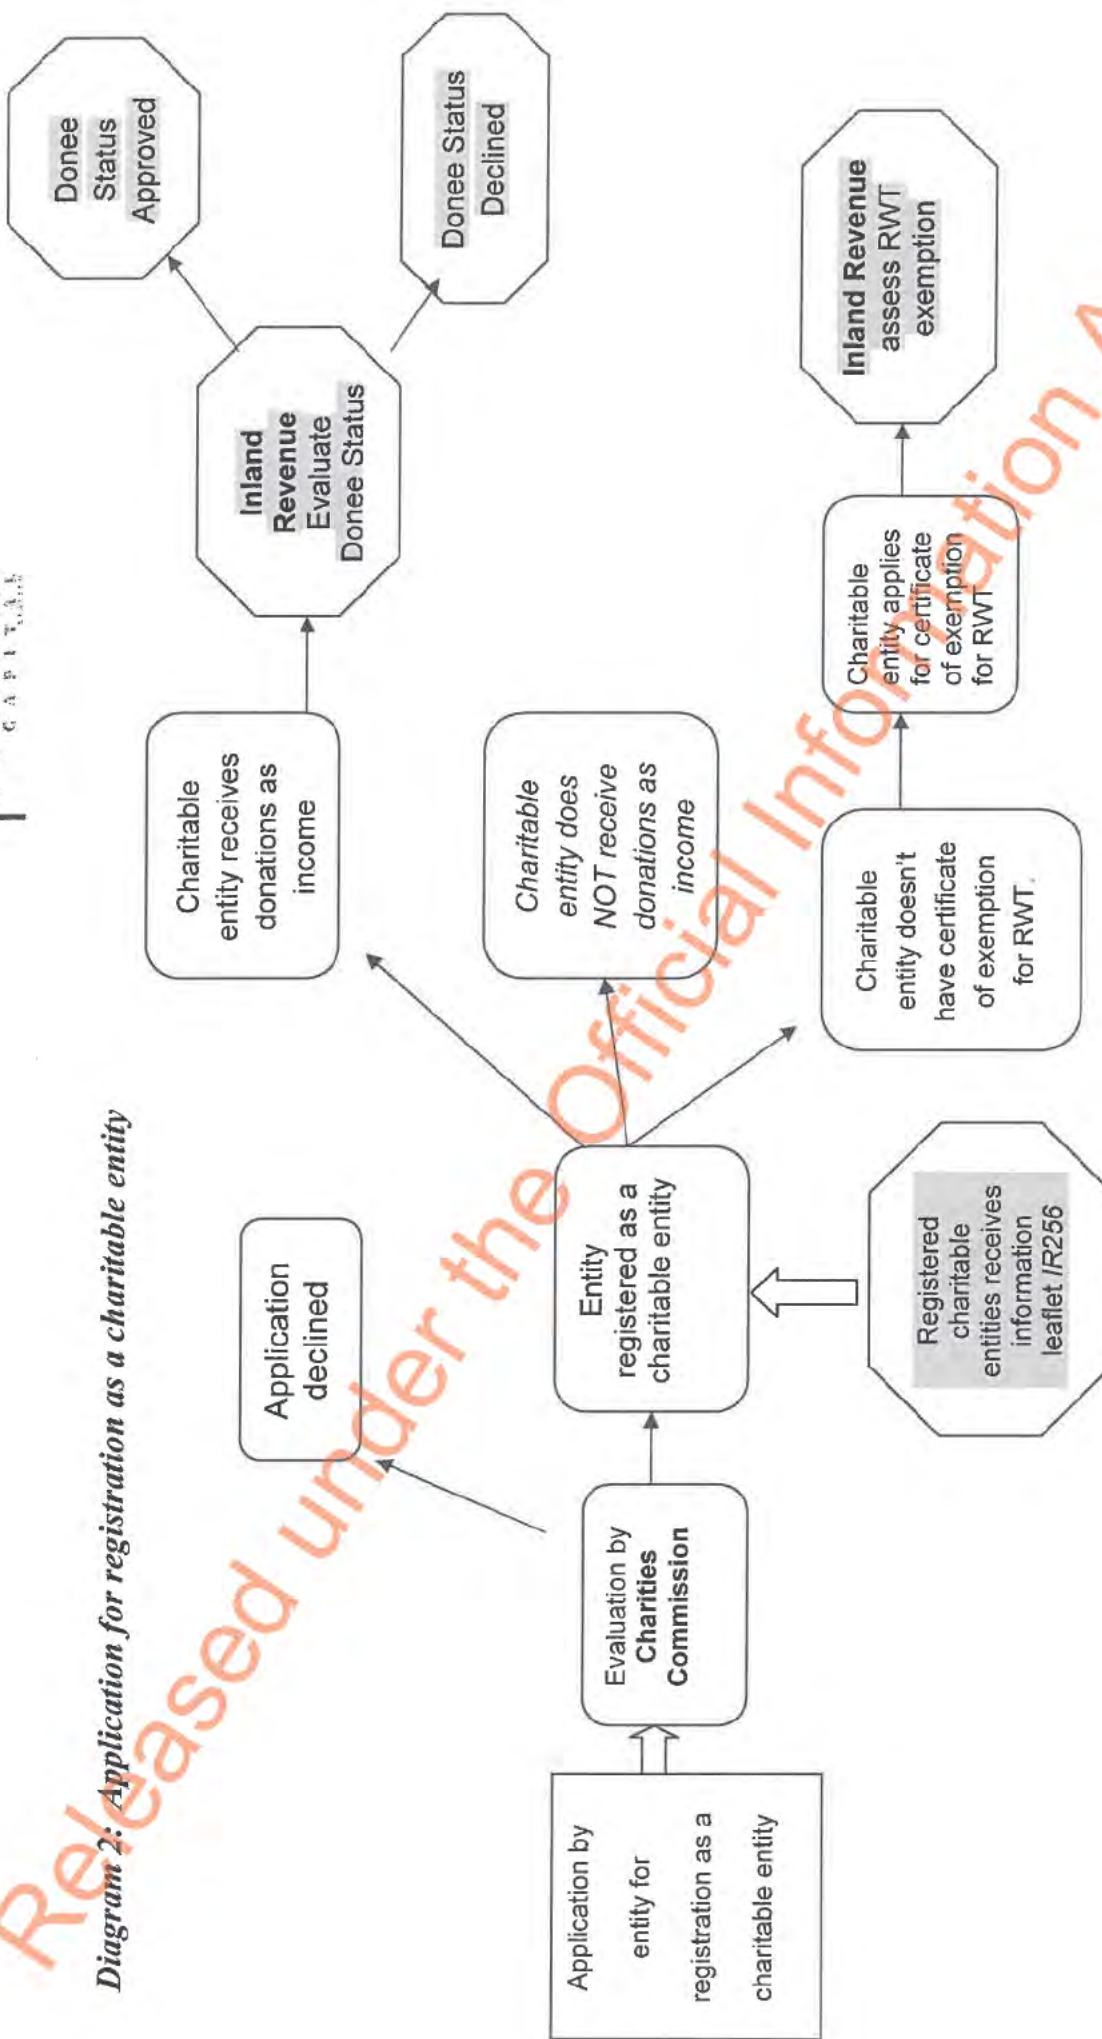 CAPITAL
Diagram 2: Application for registration as a charitable entity
Application by
entity for
registration as a
charitable entity
Evaluation by
Charities
Commission
Application
declined
Entity
registered as a
charitable entity
Registered
charitable
entities receives
information
leaflet IR256
Charitable
entity receives
donations as
income
Charitable
entity does
NOT receive
donations as
income
Charitable
entity doesn't
have certificate
of exemption
for RWT.
Charitable
entity applies
for certificate
of exemption
for RWT
Inland
Revenue
Evaluate
Donee Status
Donee
Status
Approved
Donee Status
Declined
Inland Revenue
assess RWT
exemption
Released under the Official Information A